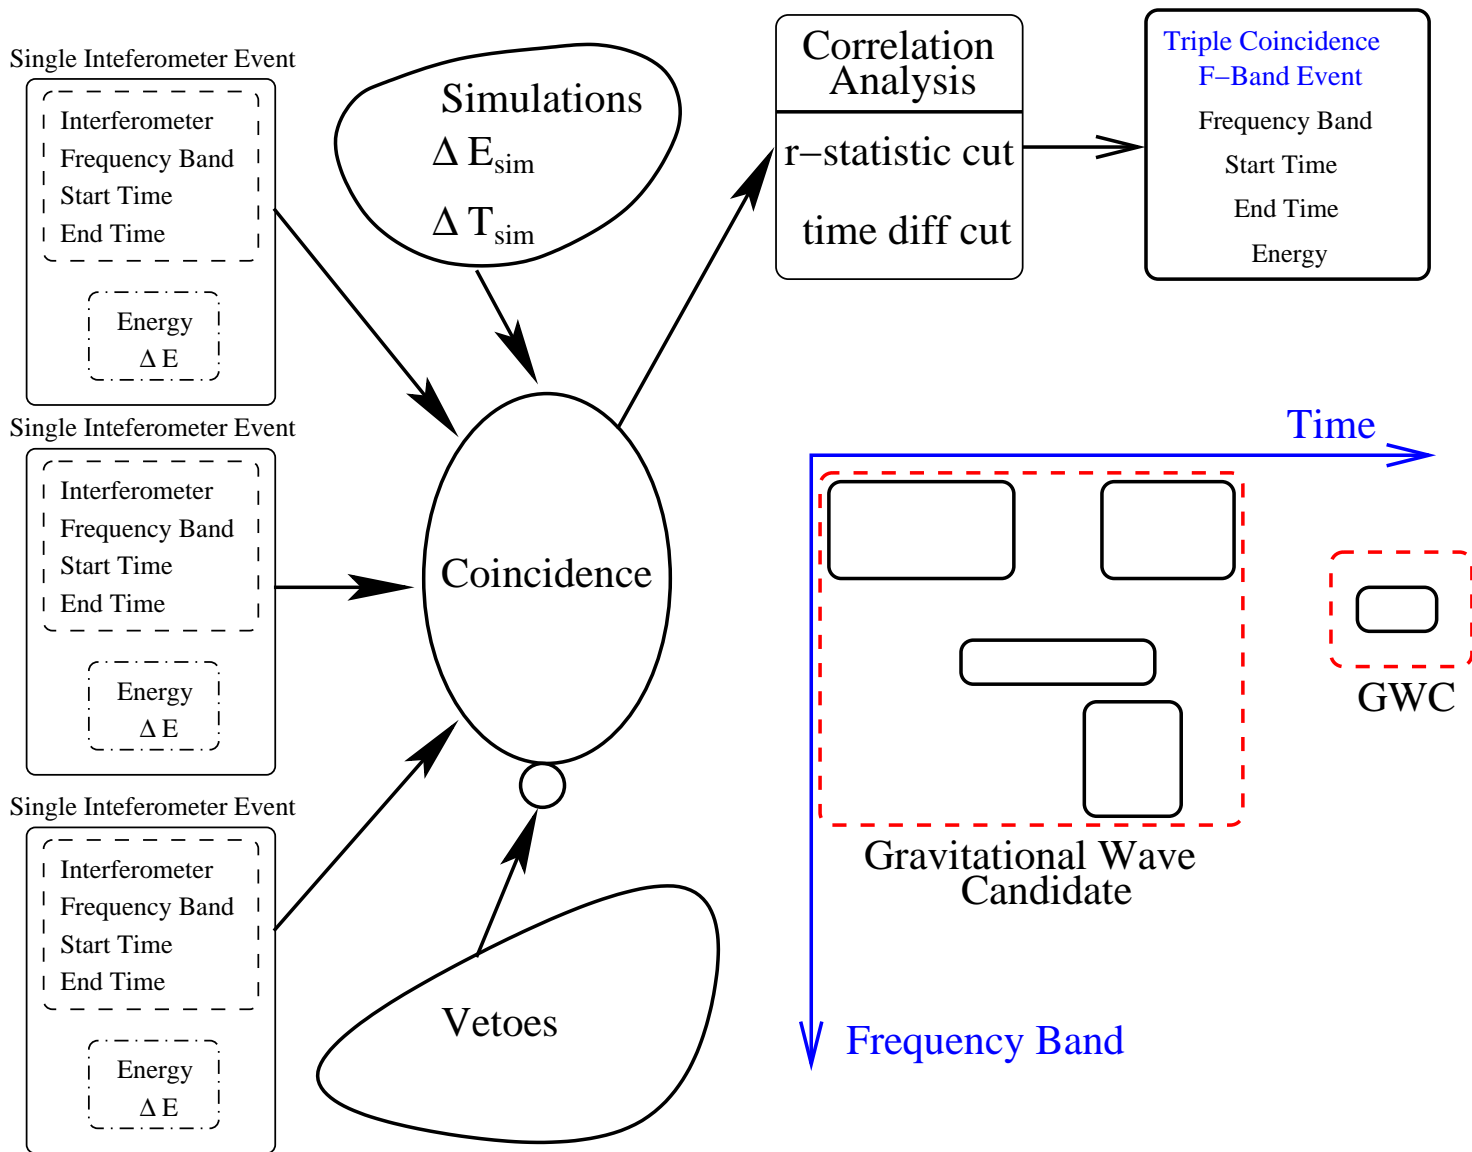 Single Inteferometer Event
Interferometer
Frequency Band
Start Time
End Time
Energy
Δ E
Single Inteferometer Event
Interferometer
Frequency Band
Start Time
End Time
Energy
Δ E
Single Inteferometer Event
Interferometer
Frequency Band
Start Time
End Time
Energy
Δ E
Simulations
Δ E_sim
Δ T_sim
Coincidence
Vetoes
Correlation
Analysis
r−statistic cut
time diff cut
Triple Coincidence
F−Band Event
Frequency Band
Start Time
End Time
Energy
Time
GWC
Gravitational Wave
Candidate
Frequency Band